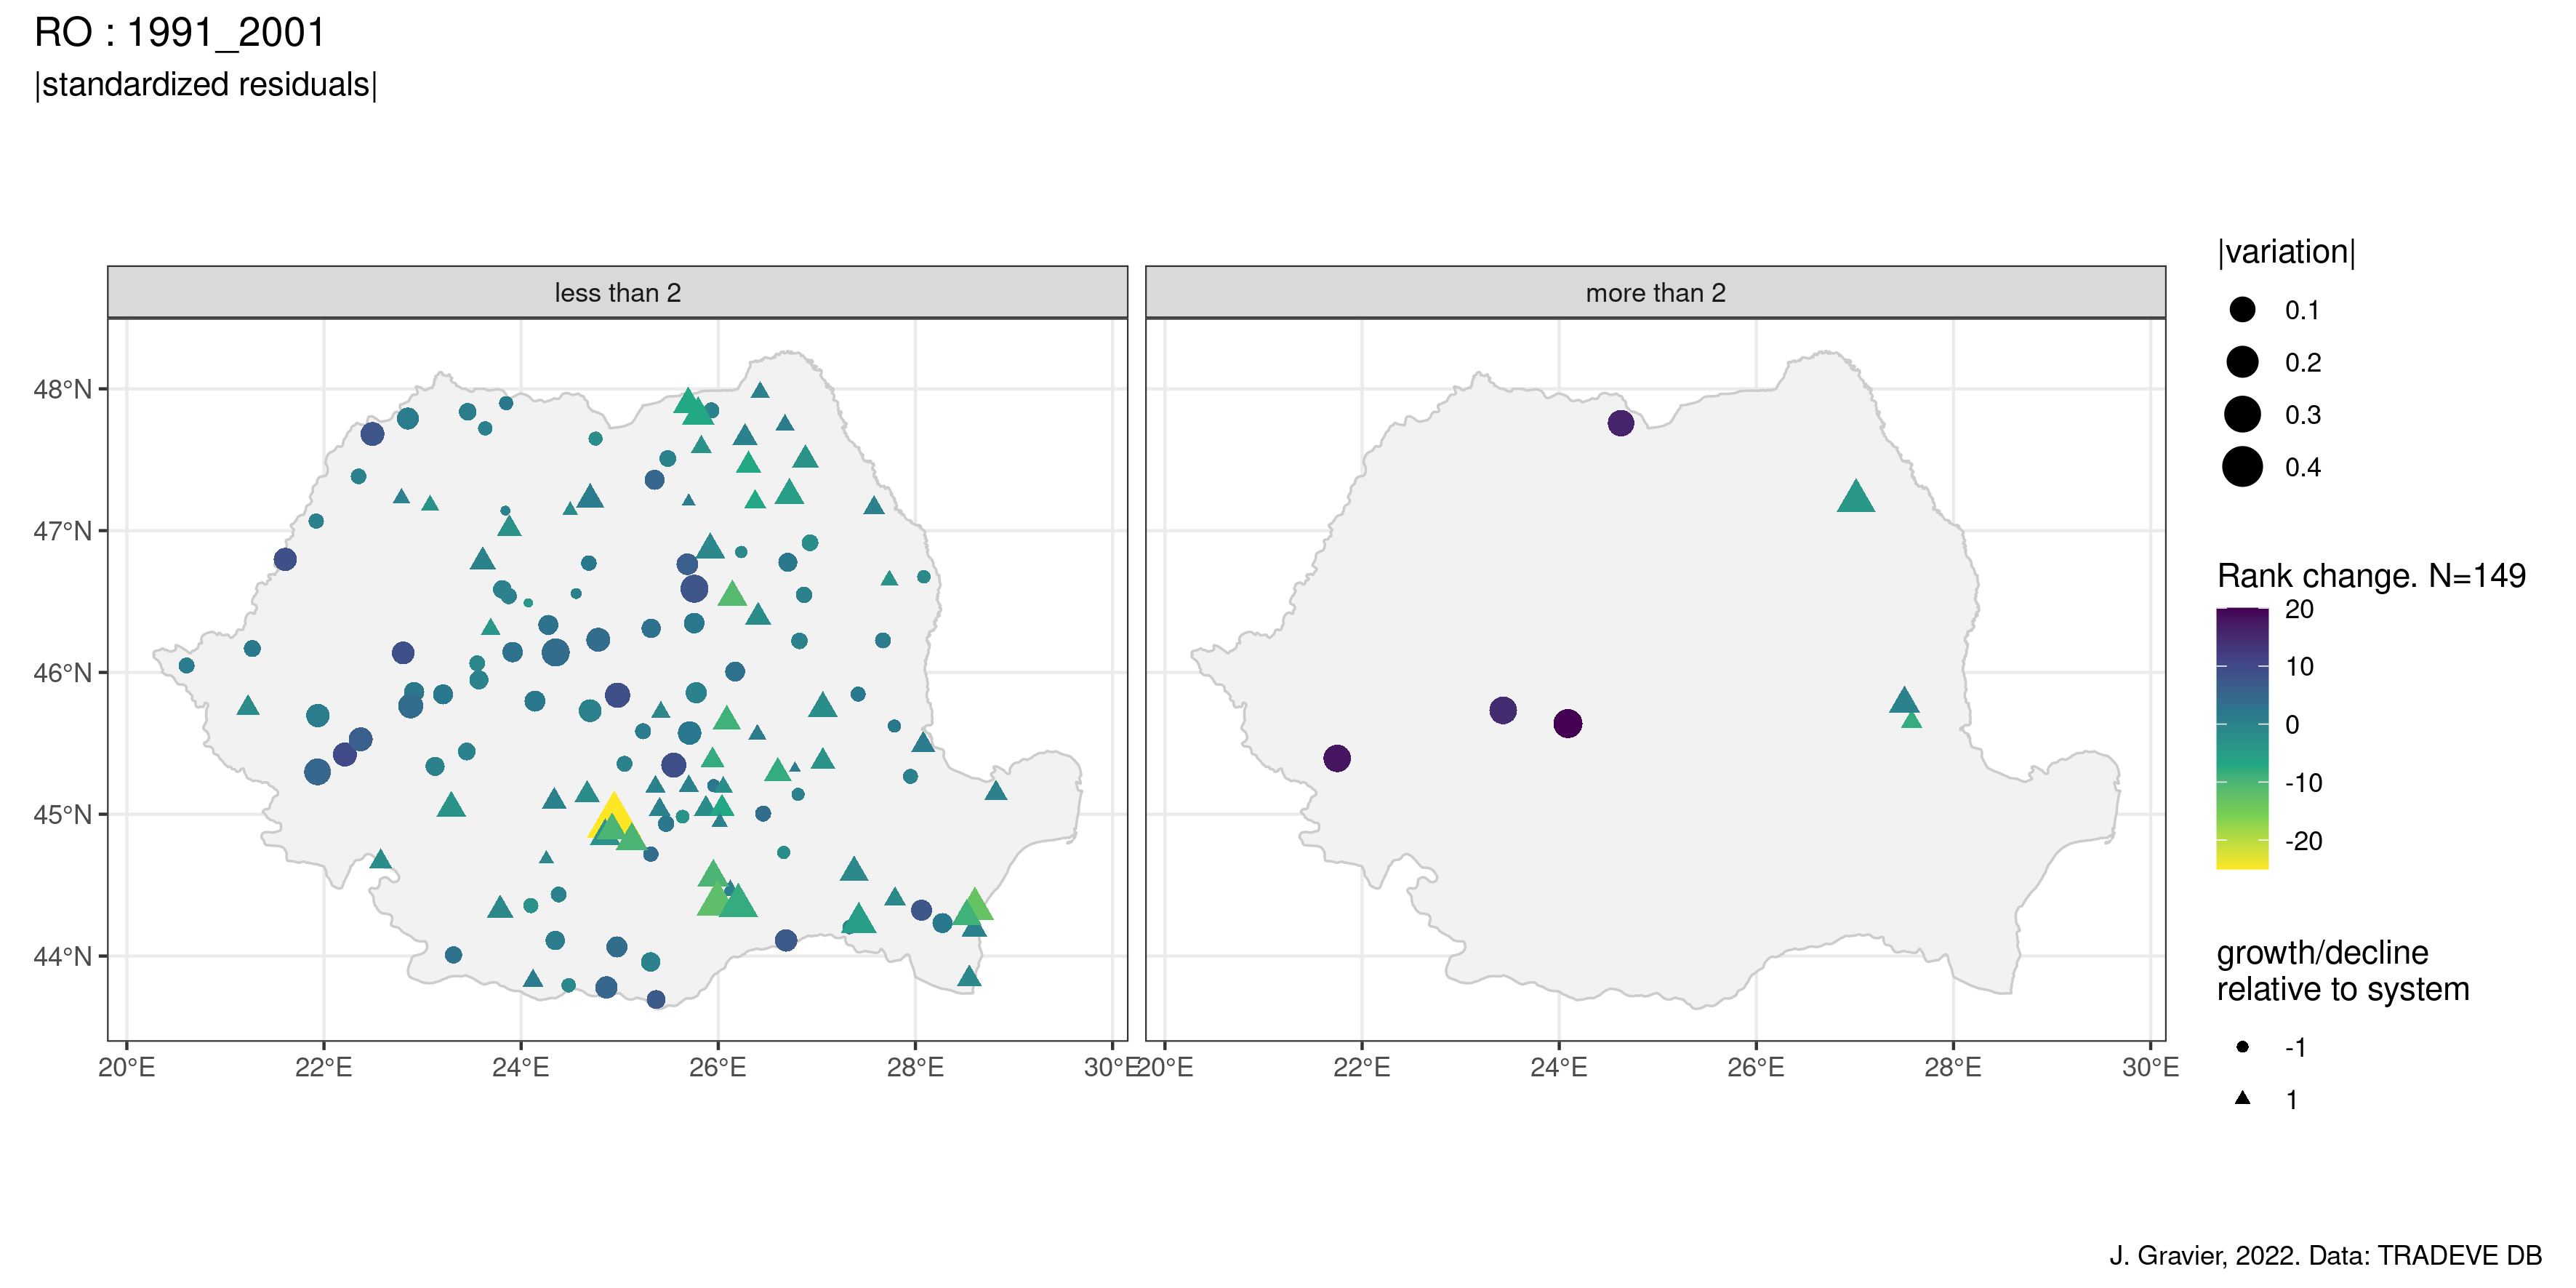 RO : 1991_2001
|standardized residuals|
less than 2
more than 2
48°N
47°N
46°N
45°N
44°N
20°E
22°E
24°E
26°E
28°E
30°E
20°E
22°E
24°E
26°E
28°E
30°E
|variation|
0.1
0.2
0.3
0.4
Rank change. N=149
20
10
0
-10
-20
growth/decline
relative to system
-1
1
J. Gravier, 2022. Data: TRADEVE DB